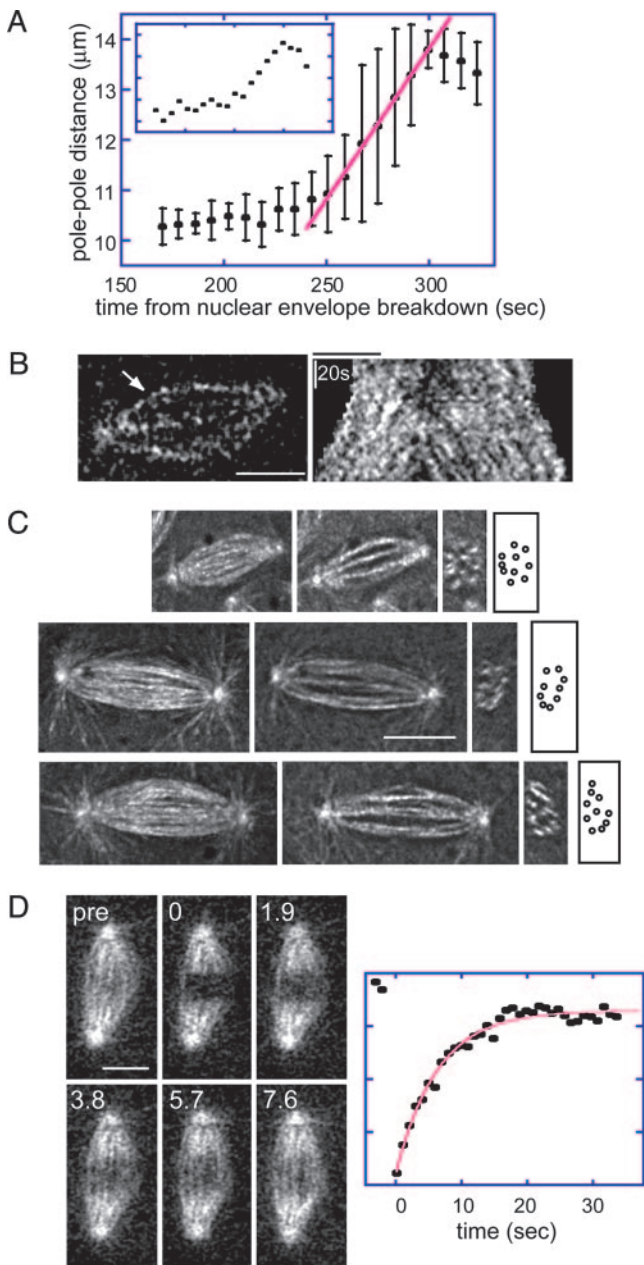 A
pole-pole distance (μm)
14
13
12
11
10
150
200
250
300
time from nuclear envelope breakdown (sec)
B
20s
C
D
pre
0
1.9
3.8
5.7
7.6
0
10
20
30
time (sec)